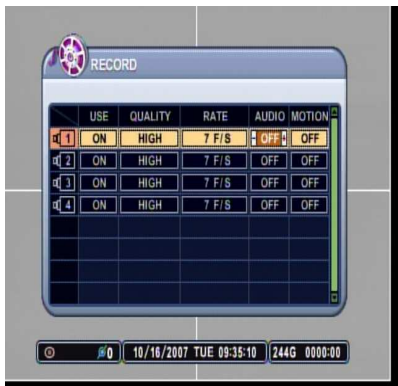 RECORD
USE QUALITY RATE AUDIO MOTION
1 ON HIGH 7 F/S OFF OFF
2 ON HIGH 7 F/S OFF OFF
3 ON HIGH 7 F/S OFF OFF
4 ON HIGH 7 F/S OFF OFF
0 10/16/2007 TUE 09:35:10 244G 0000:00